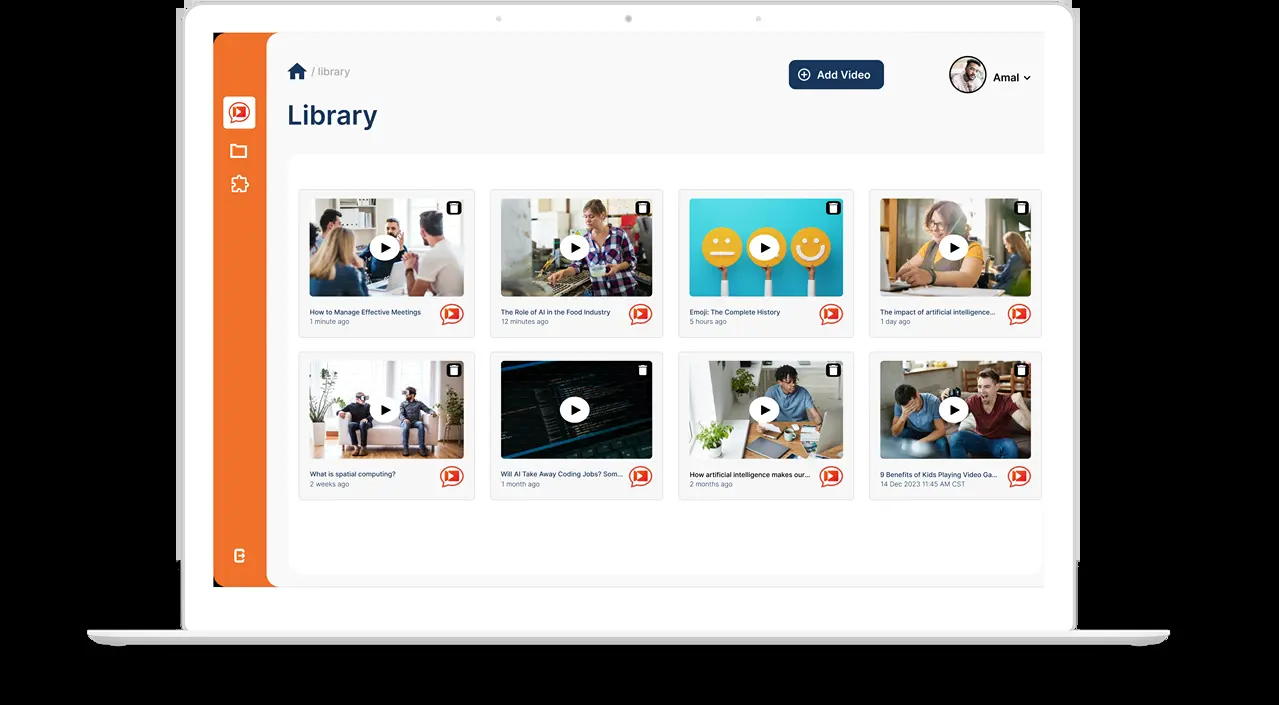 / library
Add Video
Amal
Library
How to Manage Effective Meetings
1 minute ago
The Role of AI in the Food Industry
12 minutes ago
Emoji: The Complete History
5 hours ago
The impact of artificial intelligence...
1 day ago
What is spatial computing?
2 weeks ago
Will AI Take Away Coding Jobs? Som...
1 month ago
How artificial intelligence makes our...
2 months ago
9 Benefits of Kids Playing Video Ga...
14 Dec 2023 11:45 AM CST